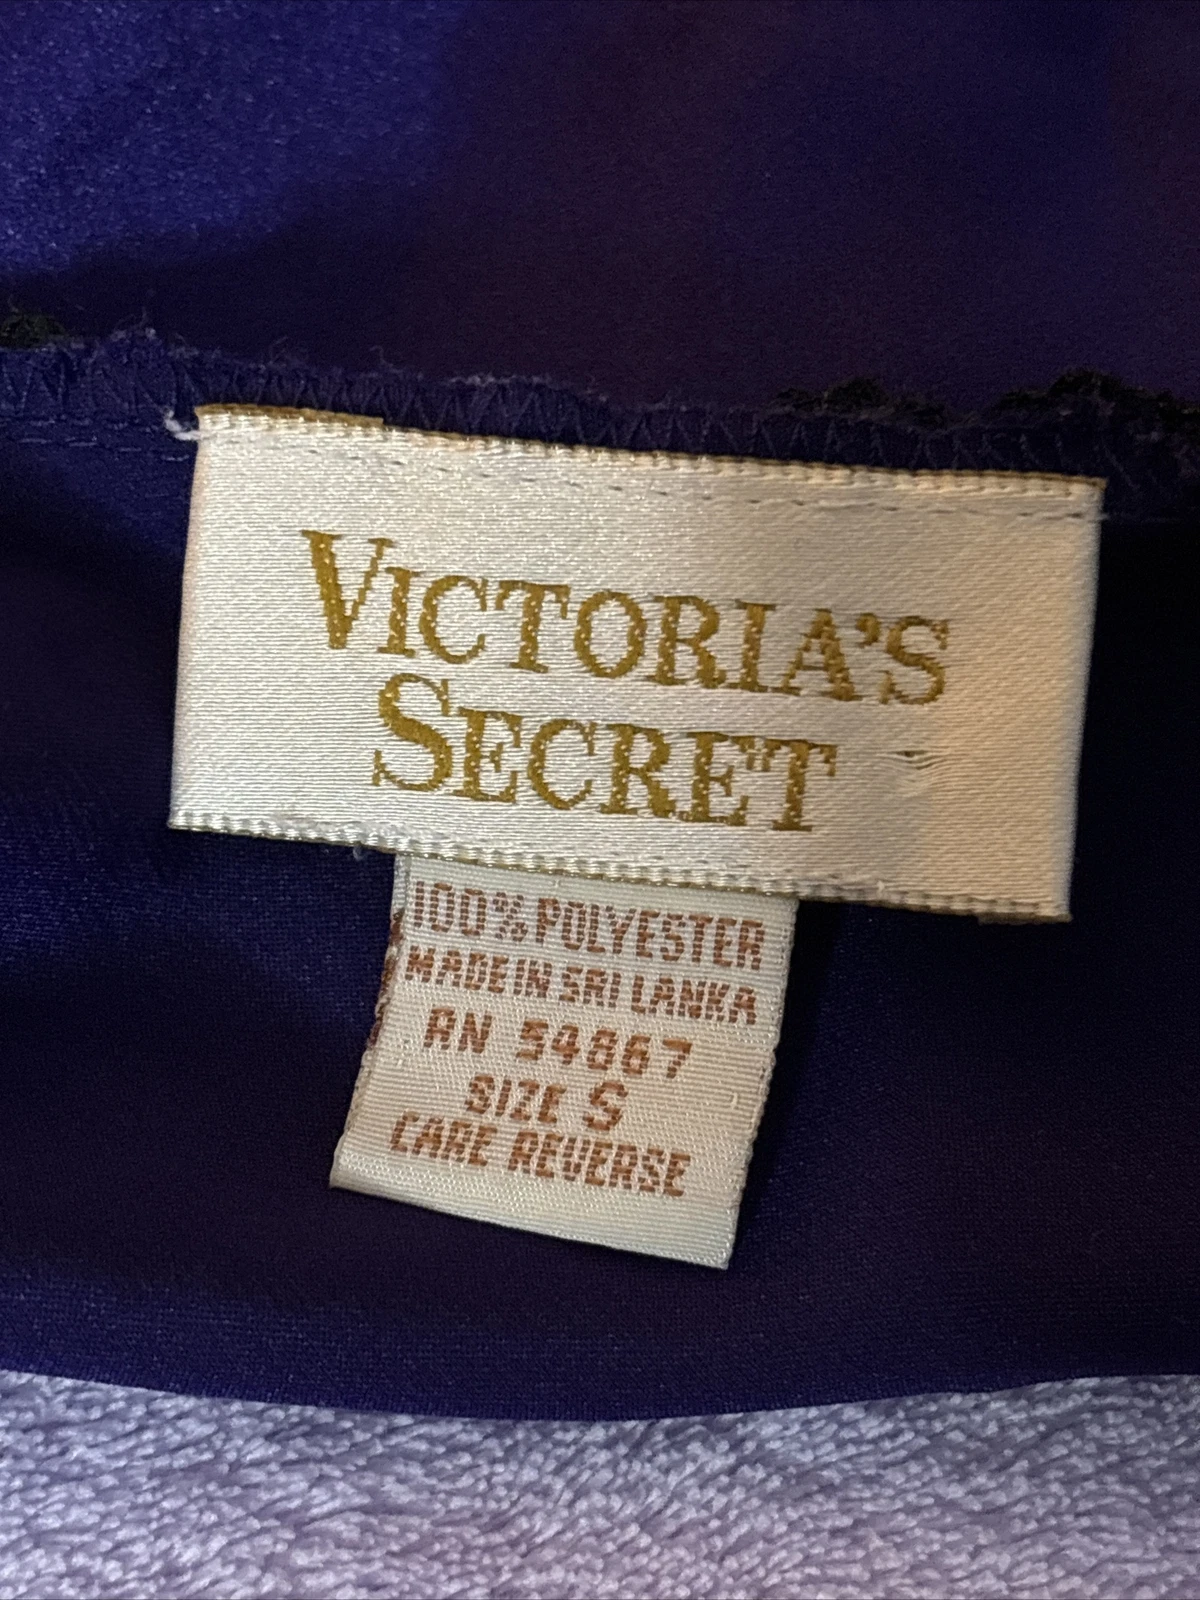 VICTORIA'S
SECRET
100% POLYESTER
MADE IN SRI LANKA
RN 54867
SIZE S
CARE REVERSE